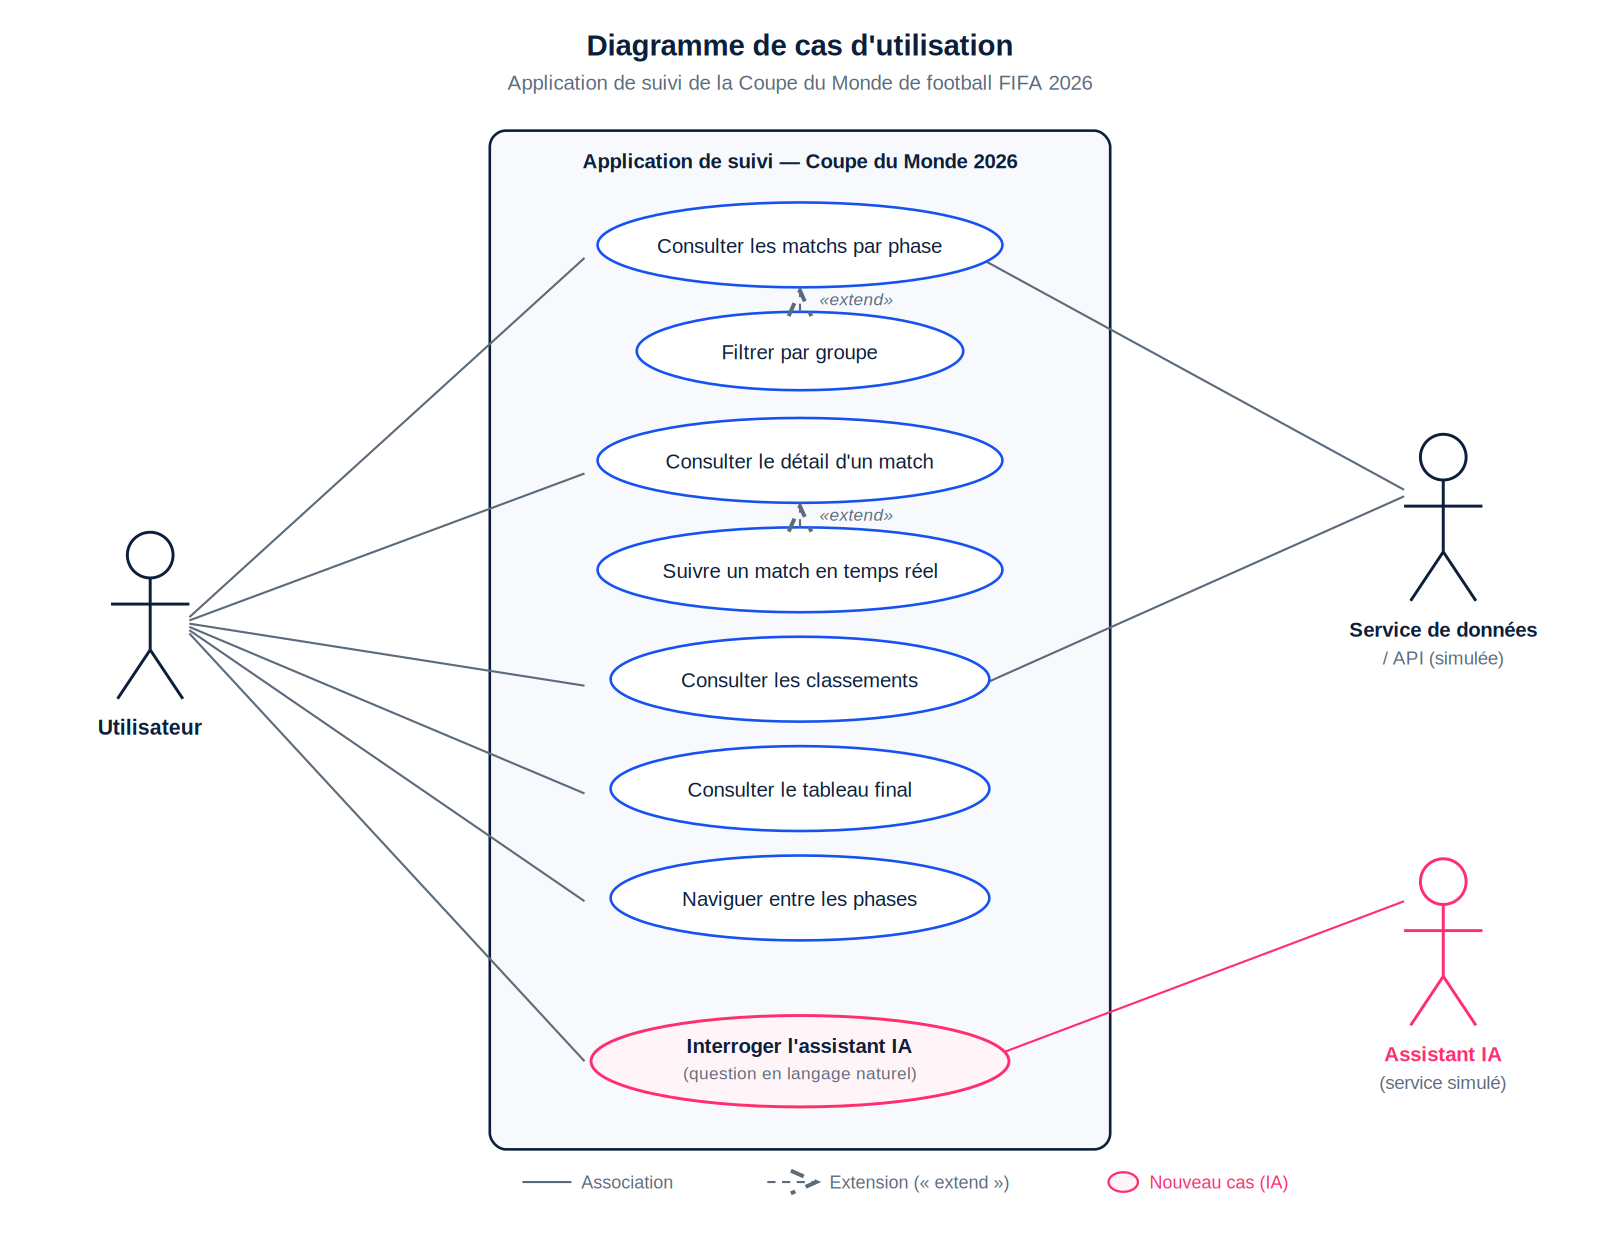 Diagramme de cas d'utilisation
Application de suivi de la Coupe du Monde de football FIFA 2026
Application de suivi — Coupe du Monde 2026
Consulter les matchs par phase
«extend»
Filtrer par groupe
Consulter le détail d'un match
«extend»
Suivre un match en temps réel
Consulter les classements
Consulter le tableau final
Naviguer entre les phases
Interroger l'assistant IA
(question en langage naturel)
Utilisateur
Service de données
/ API (simulée)
Assistant IA
(service simulé)
Association
Extension (« extend »)
Nouveau cas (IA)